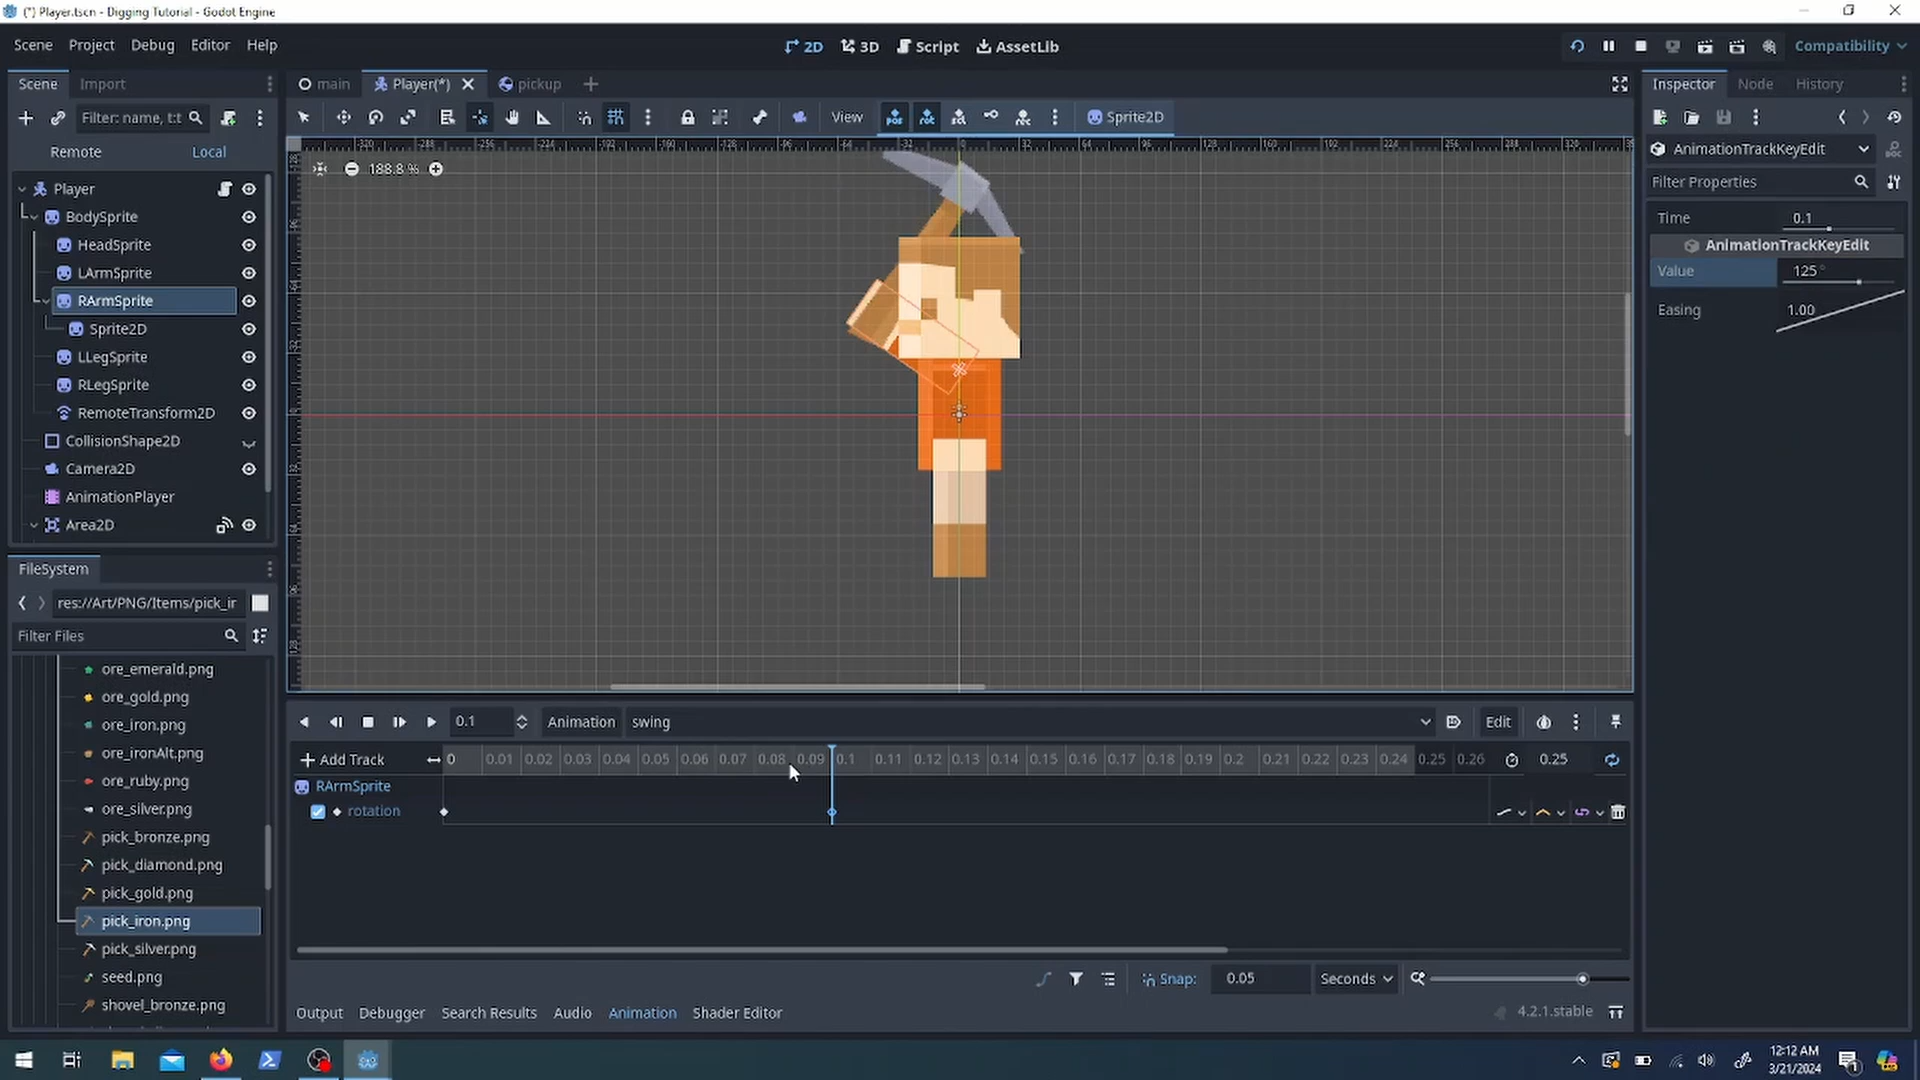 (*) Player.tscn - Digging Tutorial - Godot Engine
Scene Project Debug Editor Help
2D 3D Script AssetLib
Compatibility
Scene Import
main Player(*) pickup
Inspector Node History
Filter: name, t:t
View
Sprite2D
Remote Local
188.8 %
AnimationTrackKeyEdit
Filter Properties
Time 0.1
AnimationTrackKeyEdit
Value 125 °
Easing 1.00
Player
BodySprite
HeadSprite
LArmSprite
RArmSprite
Sprite2D
LLegSprite
RLegSprite
RemoteTransform2D
CollisionShape2D
Camera2D
AnimationPlayer
Area2D
FileSystem
res://Art/PNG/Items/pick_ir
Filter Files
ore_emerald.png
ore_gold.png
ore_iron.png
ore_ironAlt.png
ore_ruby.png
ore_silver.png
pick_bronze.png
pick_diamond.png
pick_gold.png
pick_iron.png
pick_silver.png
seed.png
shovel_bronze.png
0.1 Animation swing Edit
Add Track 0 0.01 0.02 0.03 0.04 0.05 0.06 0.07 0.08 0.09 0.1 0.11 0.12 0.13 0.14 0.15 0.16 0.17 0.18 0.19 0.2 0.21 0.22 0.23 0.24 0.25 0.26 0.25
RArmSprite
rotation
Snap: 0.05 Seconds
Output Debugger Search Results Audio Animation Shader Editor
4.2.1.stable
12:12 AM
3/21/2024